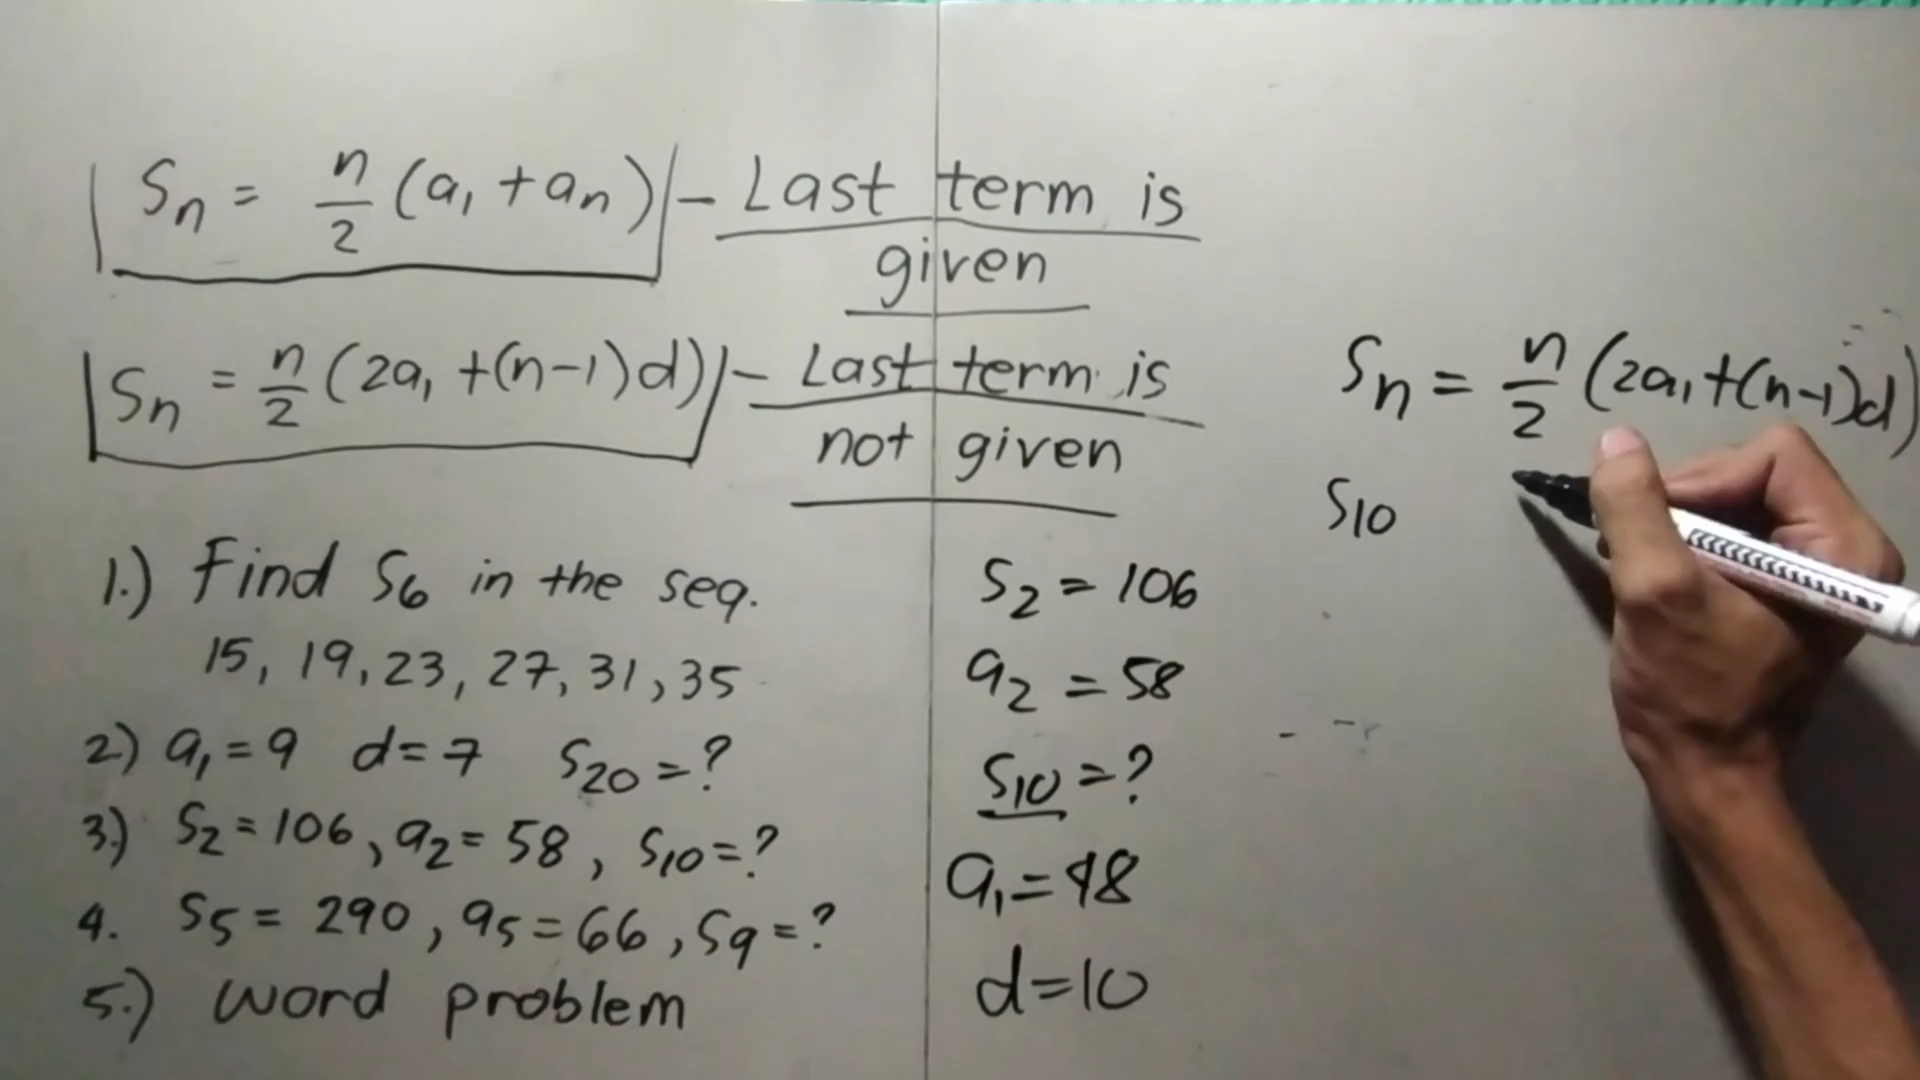 Sn = n/2 (a₁ + an) - Last term is
given
Sn = n/2 (2a₁ + (n-1)d) - Last term is
not given
1.) Find S6 in the seq.
15, 19, 23, 27, 31, 35
2) a₁ = 9 d = 7 S20 = ?
3.) S2 = 106, a2 = 58, S10 = ?
4. S5 = 290, a5 = 66, S9 = ?
5.) word problem
S2 = 106
a2 = 58
S10 = ?
a₁ = 48
d = 10
Sn = n/2 (2a₁ + (n-1)d)
S10